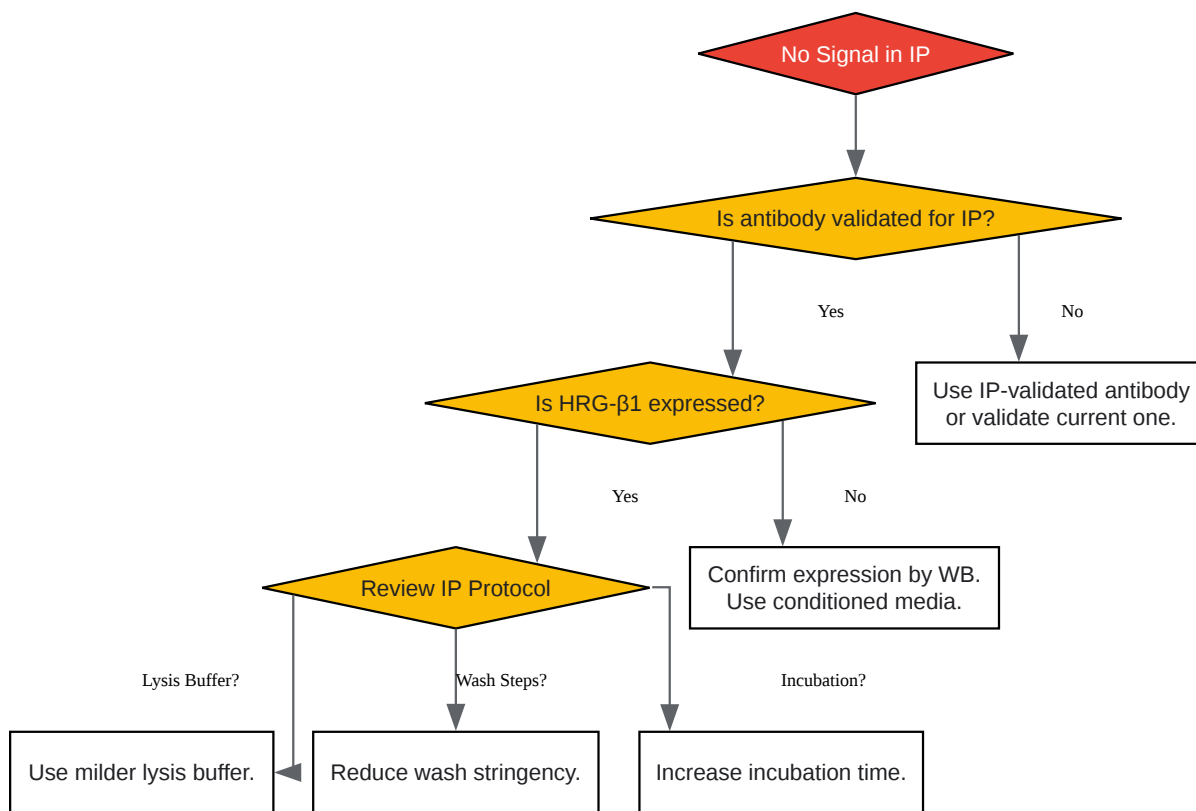 No Signal in IP
Is antibody validated for IP?
Yes
No
Use IP-validated antibody
or validate current one.
Is HRG-β1 expressed?
Yes
No
Confirm expression by WB.
Use conditioned media.
Review IP Protocol
Lysis Buffer?
Wash Steps?
Incubation?
Use milder lysis buffer.
Reduce wash stringency.
Increase incubation time.